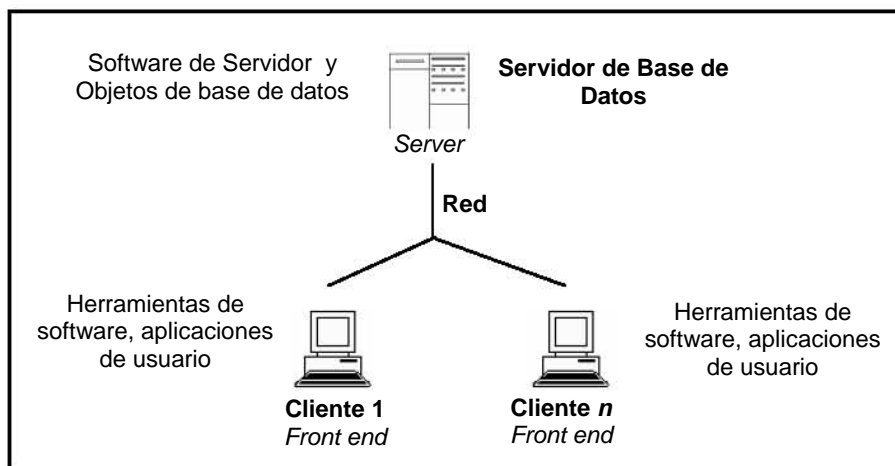 Software de Servidor y
Objetos de base de datos
Servidor de Base de
Datos
Server
Red
Herramientas de
software, aplicaciones
de usuario
Herramientas de
software, aplicaciones
de usuario
Cliente 1
Front end
Cliente n
Front end